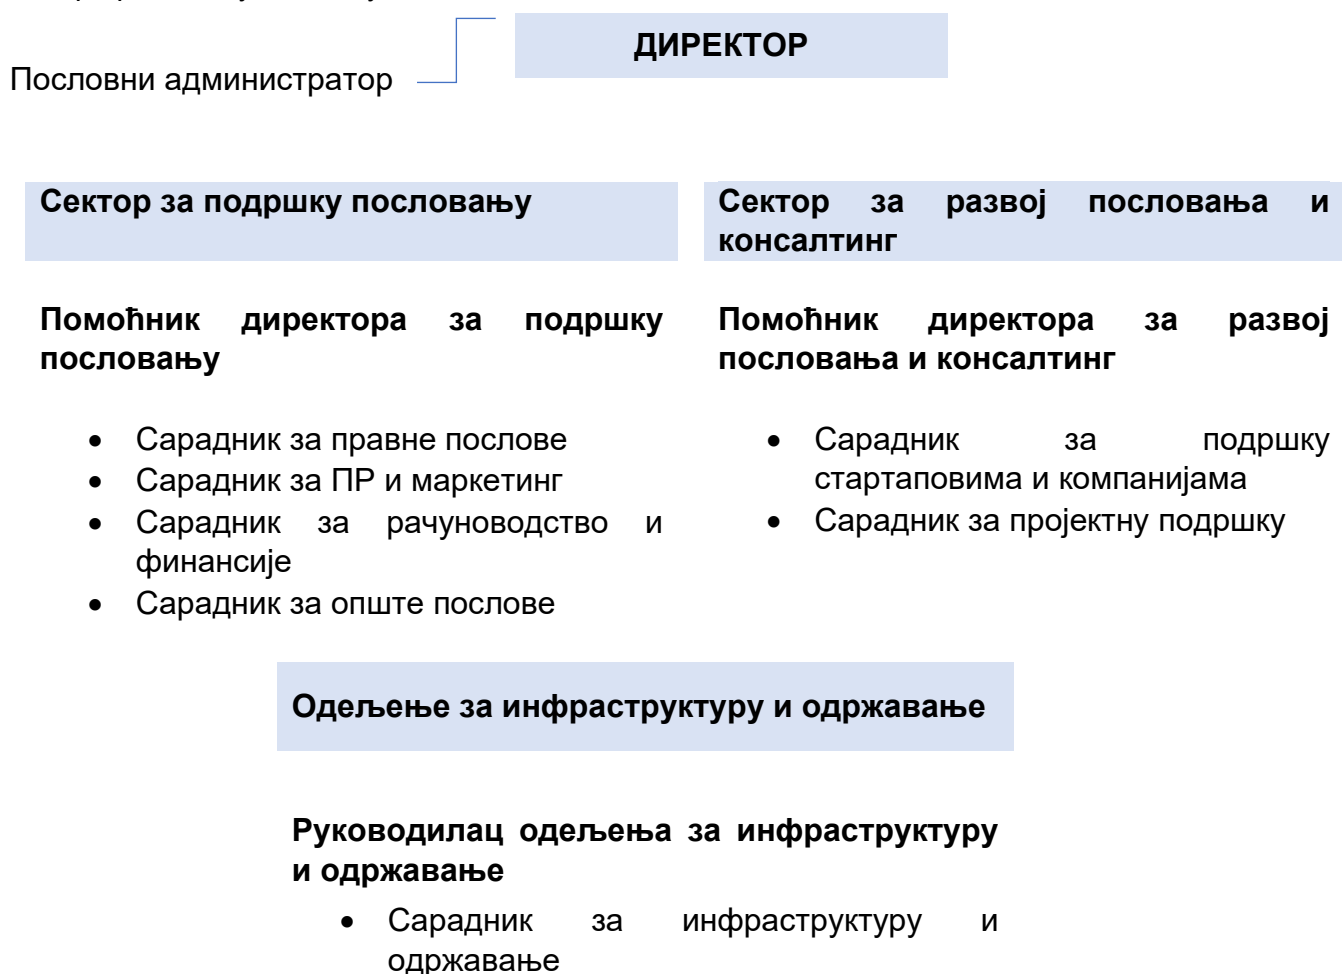 ДИРЕКТОР
Пословни администратор
Сектор за подршку пословању
Сектор за развој пословања и
консалтинг
Помоћник директора за подршку
пословању
Помоћник директора за развој
пословања и консалтинг
• Сарадник за правне послове
• Сарадник за ПР и маркетинг
• Сарадник за рачуноводство и
финансије
• Сарадник за опште послове
• Сарадник за подршку
стартаповима и компанијама
• Сарадник за пројектну подршку
Одељење за инфраструктуру и одржавање
Руководилац одељења за инфраструктуру
и одржавање
• Сарадник за инфраструктуру и
одржавање